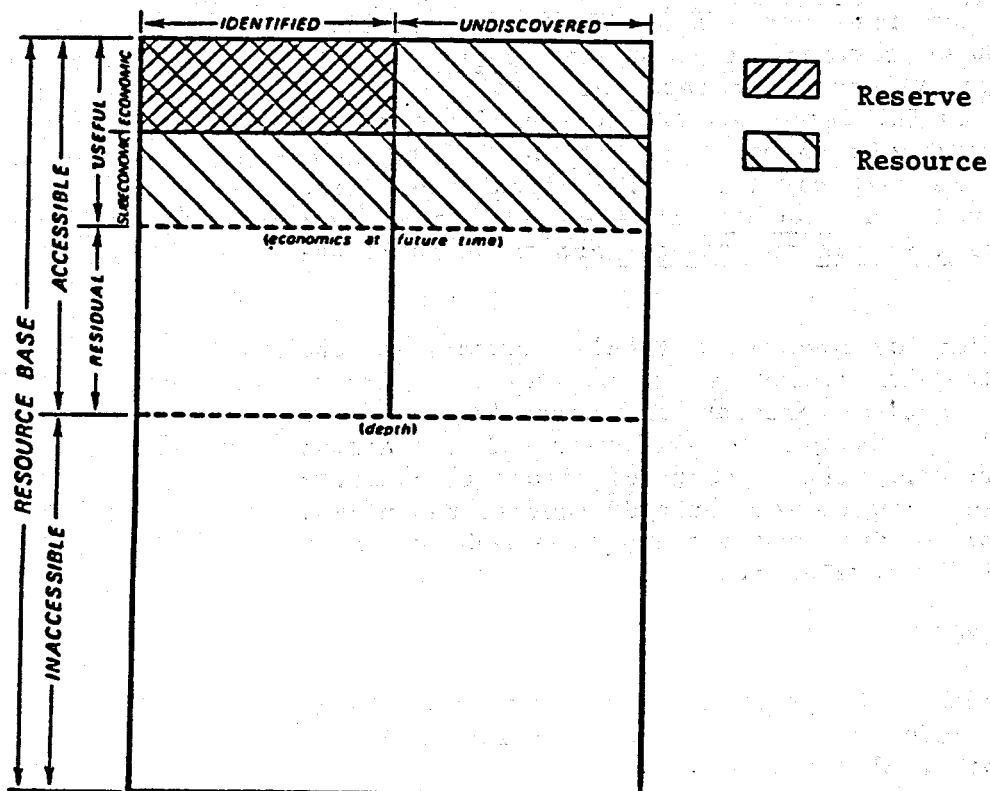 IDENTIFIED
UNDISCOVERED
RESOURCE BASE
ACCESSIBLE
INACCESSIBLE
USEFUL
RESIDUAL
ECONOMIC
SUBECONOMIC
Reserve
Resource
(economics at future time)
(depth)